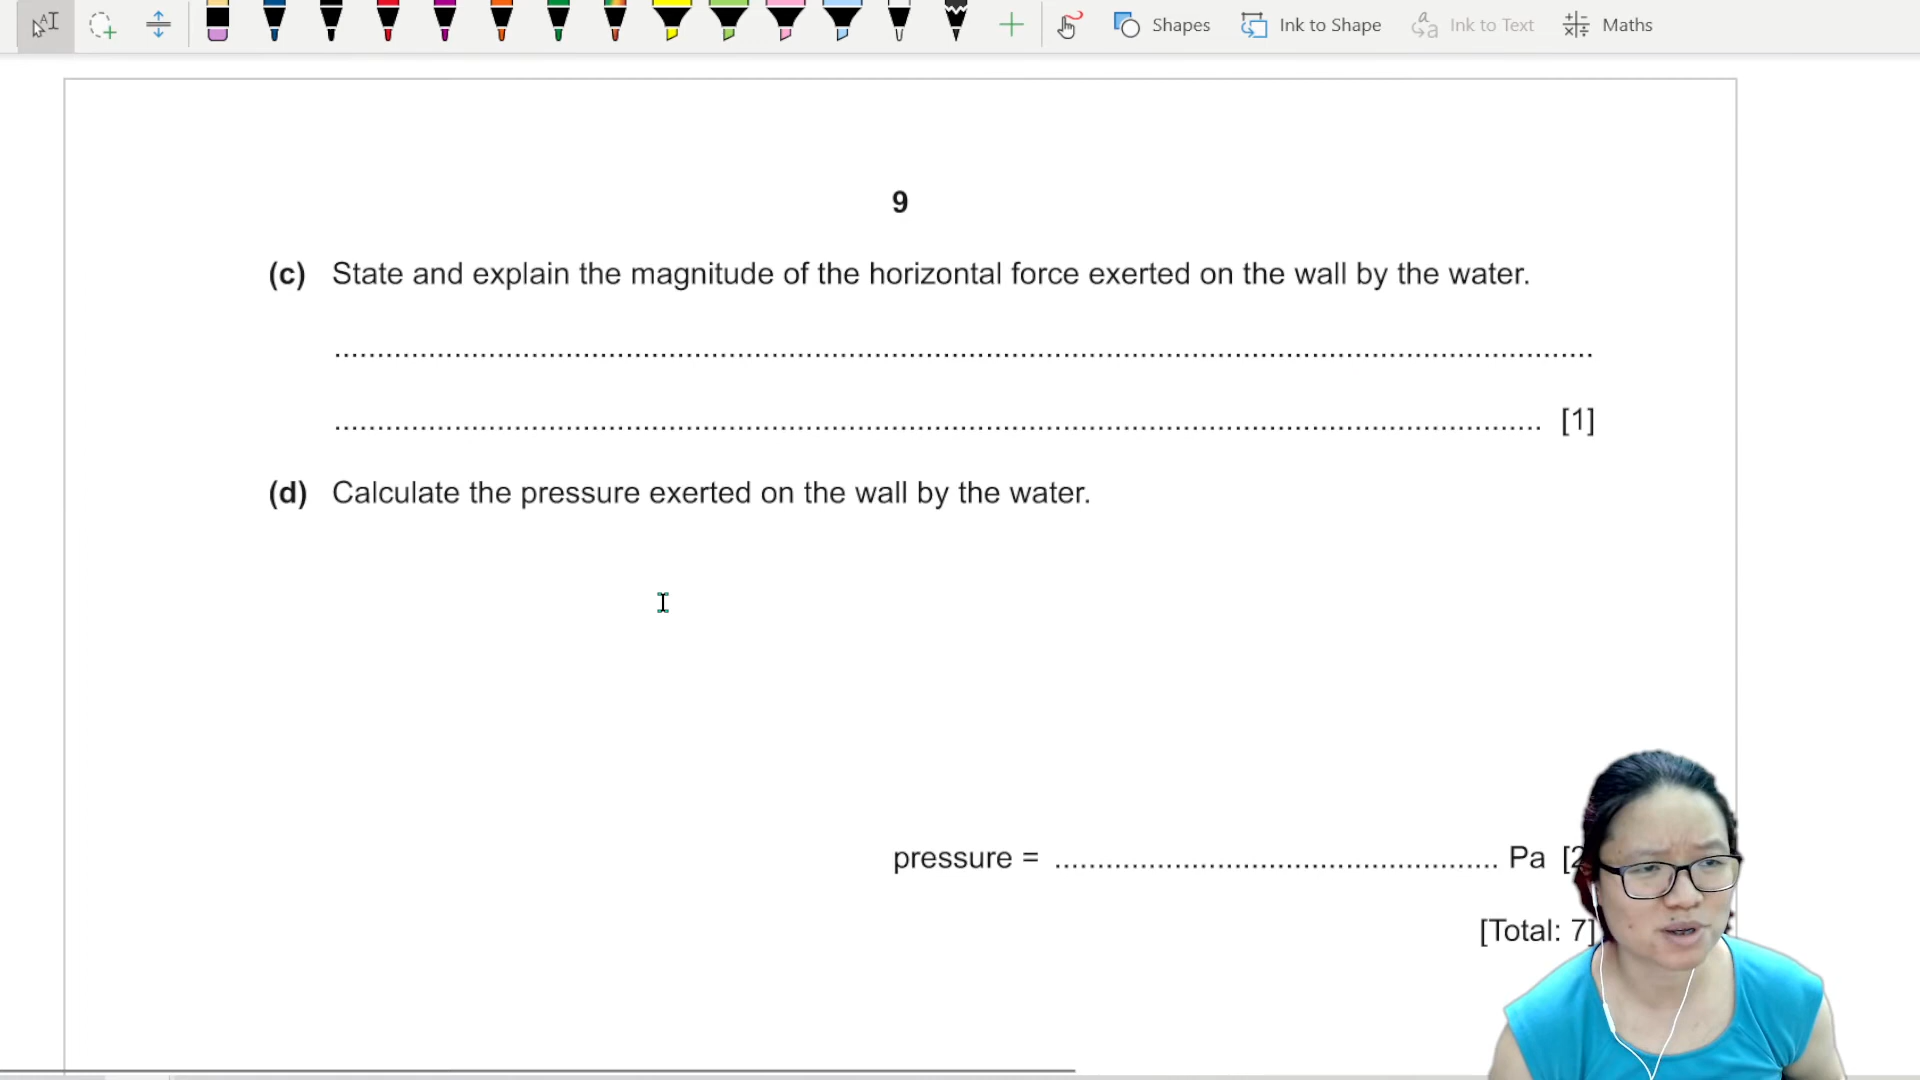 Shapes
Ink to Shape
Ink to Text
Maths
9
(c) State and explain the magnitude of the horizontal force exerted on the wall by the water.
................................................................................................................................................
.......................................................................................................................................... [1]
(d) Calculate the pressure exerted on the wall by the water.
pressure = .................................................... Pa [2
[Total: 7]